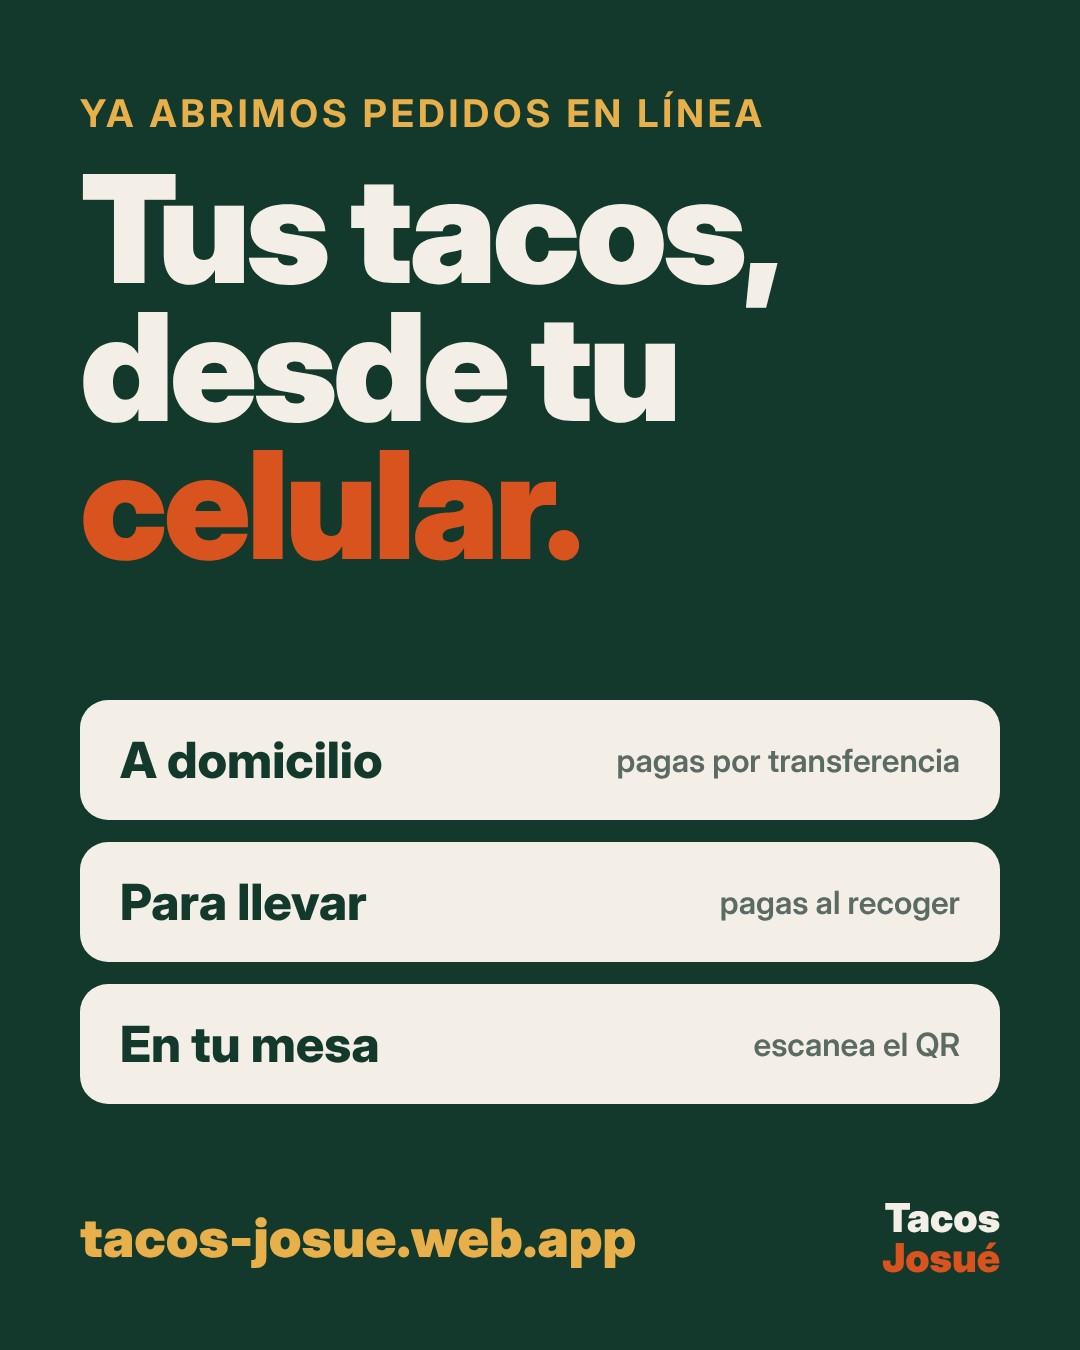 YA ABRIMOS PEDIDOS EN LÍNEA
Tus tacos,
desde tu
celular.
A domicilio pagas por transferencia
Para llevar pagas al recoger
En tu mesa escanea el QR
tacos-josue.web.app
Tacos
Josué